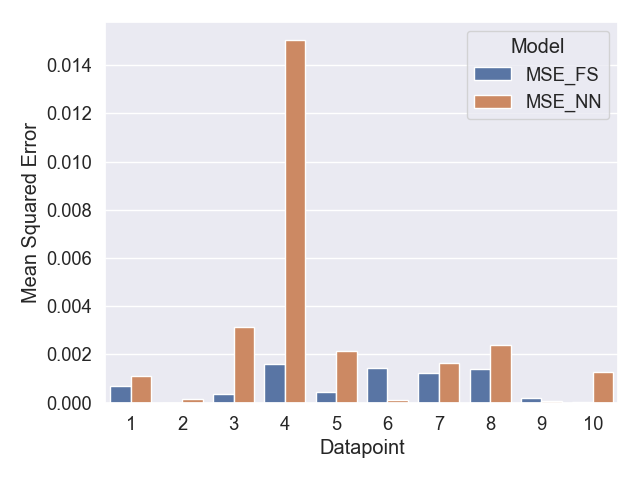 Model
MSE_FS
MSE_NN
0.014
0.012
0.010
0.008
0.006
0.004
0.002
0.000
Mean Squared Error
1 2 3 4 5 6 7 8 9 10
Datapoint